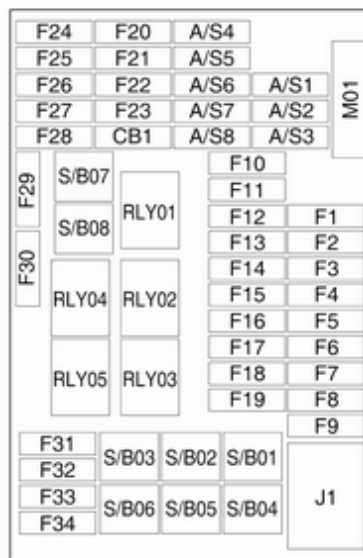 F24 F20 A/S4
F25 F21 A/S5
F26 F22 A/S6 A/S1
F27 F23 A/S7 A/S2
F28 CB1 A/S8 A/S3
M01
F29
F30
S/B07
S/B08
RLY01
RLY04 RLY02
RLY05 RLY03
F10
F11
F12 F1
F13 F2
F14 F3
F15 F4
F16 F5
F17 F6
F18 F7
F19 F8
F9
F31
F32
F33
F34
S/B03 S/B02 S/B01
S/B06 S/B05 S/B04
J1